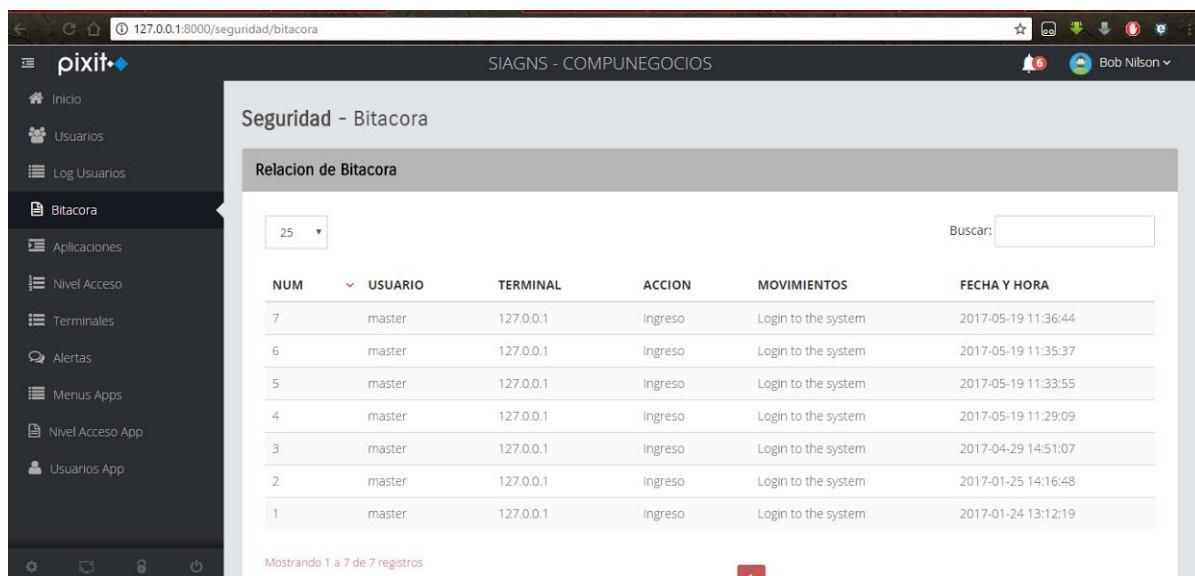 127.0.0.1:8000/seguridad/bitacora
pixit
SIAGNS - COMPUNEGOCIOS
6
Bob Nilson
Inicio
Usuarios
Log Usuarios
Bitacora
Aplicaciones
Nivel Acceso
Terminales
Alertas
Menus Apps
Nivel Acceso App
Usuarios App
Seguridad - Bitacora
Relacion de Bitacora
25
Buscar:
NUM USUARIO TERMINAL ACCION MOVIMIENTOS FECHA Y HORA
7 master 127.0.0.1 Ingreso Login to the system 2017-05-19 11:36:44
6 master 127.0.0.1 Ingreso Login to the system 2017-05-19 11:35:37
5 master 127.0.0.1 Ingreso Login to the system 2017-05-19 11:33:55
4 master 127.0.0.1 Ingreso Login to the system 2017-05-19 11:29:09
3 master 127.0.0.1 Ingreso Login to the system 2017-04-29 14:51:07
2 master 127.0.0.1 Ingreso Login to the system 2017-01-25 14:16:48
1 master 127.0.0.1 Ingreso Login to the system 2017-01-24 13:12:19
Mostrando 1 a 7 de 7 registros